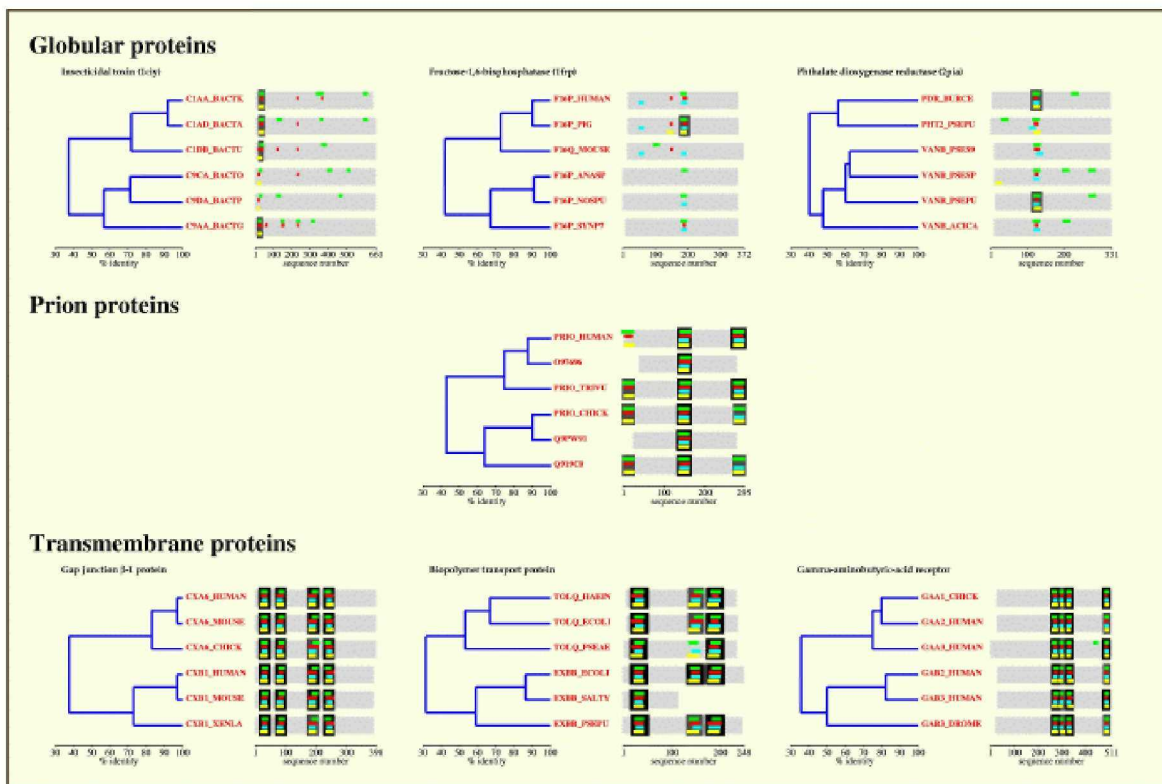 Globular proteins
Insecticidal toxin (1ciy)
C1AA_BACTK
C1AD_BACTA
C1DB_BACTU
C9CA_BACTO
C9DA_BACTP
C9AA_BACTG
30 40 50 60 70 80 90 100
% identity
1 100 200 300 400 500 663
sequence number
Fructose-1,6-bisphosphatase (1frp)
F16P_HUMAN
F16P_PIG
F16Q_MOUSE
F16P_ANASP
F16P_NOSPU
F16P_SYNP7
30 40 50 60 70 80 90 100
% identity
1 100 200 300 372
sequence number
Phthalate dioxygenase reductase (2pia)
PDR_BURCE
PHT2_PSEPU
VANB_PSES9
VANB_PSESP
VANB_PSEPU
VANB_ACICA
40 50 60 70 80 90 100
% identity
1 100 200 331
sequence number
Prion proteins
PRIO_HUMAN
O97696
PRIO_TRIVU
PRIO_CHICK
30 40 50 60 70 80 90 100
% identity
1 100 200 295
sequence number
Transmembrane proteins
Gap junction β-1 protein
CXA6_HUMAN
CXA6_MOUSE
CXA6_CHICK
CXB1_HUMAN
CXB1_MOUSE
CXB1_XENLA
30 40 50 60 70 80 90 100
% identity
1 100 200 300 398
sequence number
Biopolymer transport protein
TOLQ_HAEIN
TOLQ_ECOLI
TOLQ_PSEAE
EXBB_ECOLI
EXBB_SALTY
EXBB_PSEPU
30 40 50 60 70 80 90 100
% identity
1 100 200 248
sequence number
Gamma-aminobutyric-acid receptor
GAA1_CHICK
GAA2_HUMAN
GAB2_HUMAN
GAB3_HUMAN
GAB3_DROME
30 40 50 60 70 80 90 100
% identity
1 100 200 300 400 511
sequence number